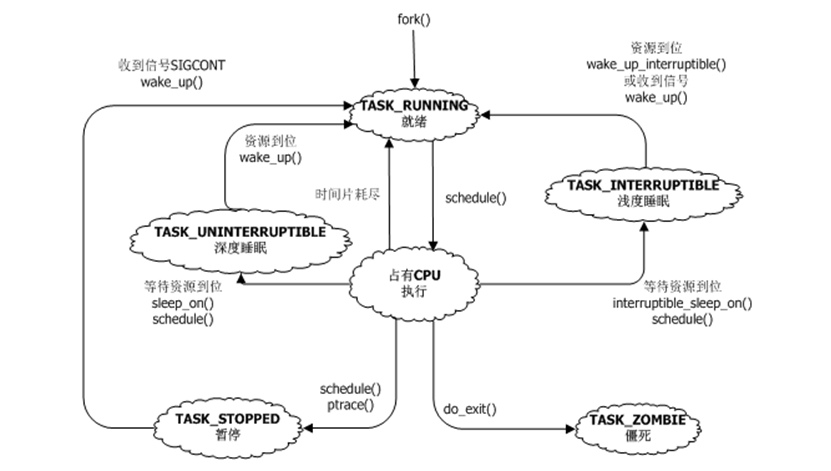 fork()
收到信号SIGCONT
wake_up()
资源到位
wake_up_interruptible()
或收到信号
wake_up()
TASK_RUNNING
就绪
资源到位
wake_up()
时间片耗尽
schedule()
TASK_INTERRUPTIBLE
浅度睡眠
TASK_UNINTERRUPTIBLE
深度睡眠
占有CPU
执行
等待资源到位
sleep_on()
schedule()
等待资源到位
interruptible_sleep_on()
schedule()
schedule()
ptrace()
do_exit()
TASK_STOPPED
暂停
TASK_ZOMBIE
僵死